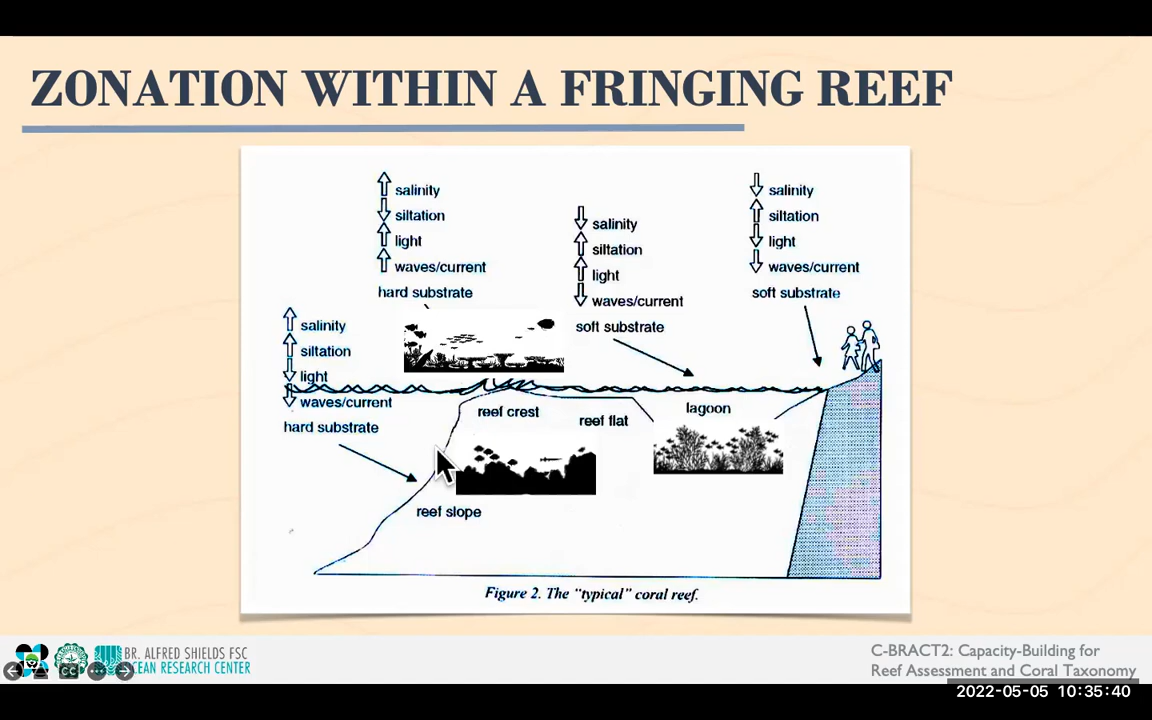 ZONATION WITHIN A FRINGING REEF
salinity
siltation
light
waves/current
hard substrate
salinity
siltation
light
waves/current
soft substrate
salinity
siltation
light
waves/current
soft substrate
salinity
siltation
light
waves/current
hard substrate
reef crest
reef flat
lagoon
reef slope
Figure 2. The "typical" coral reef.
BR. ALFRED SHIELDS FSC
OCEAN RESEARCH CENTER
CC
C-BRACT2: Capacity-Building for
Reef Assessment and Coral Taxonomy
2022-05-05 10:35:40